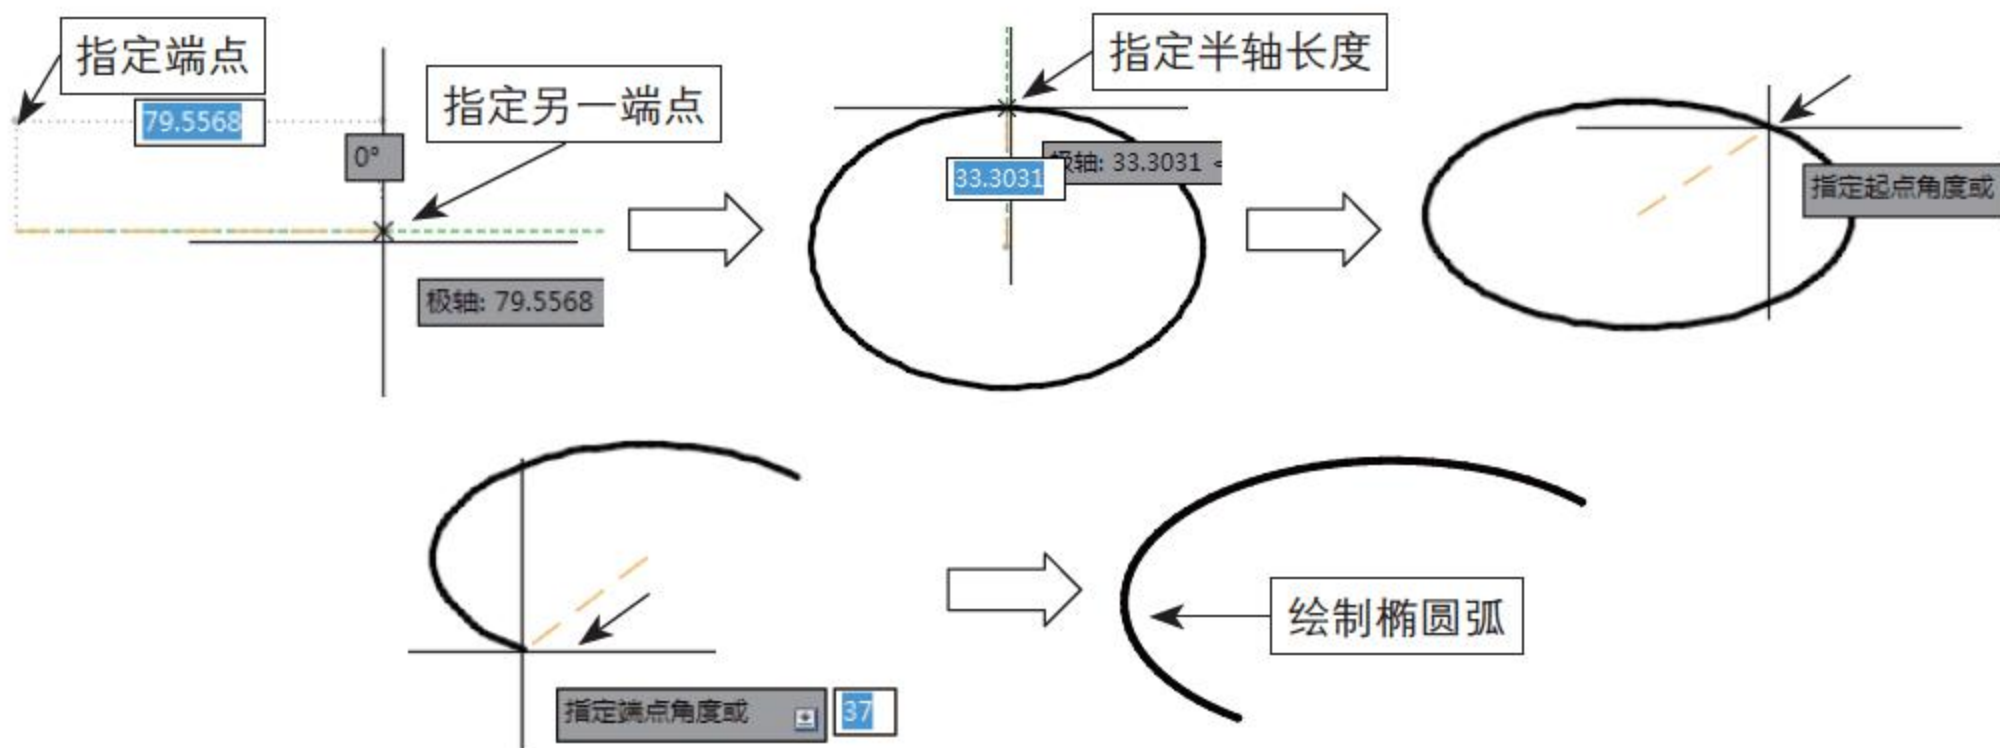 指定端点
79.5568
0°
指定另一端点
极轴: 79.5568
指定半轴长度
33.3031
极轴: 33.3031 <
指定起点角度或
指定端点角度或
37
绘制椭圆弧